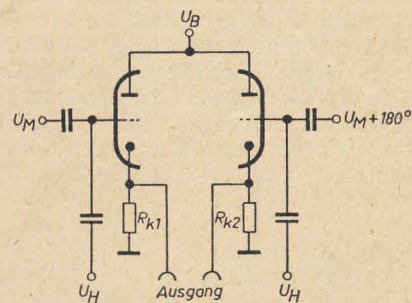 U_B
U_M
U_M + 180°
R_k1
R_k2
U_H
Ausgang
U_H